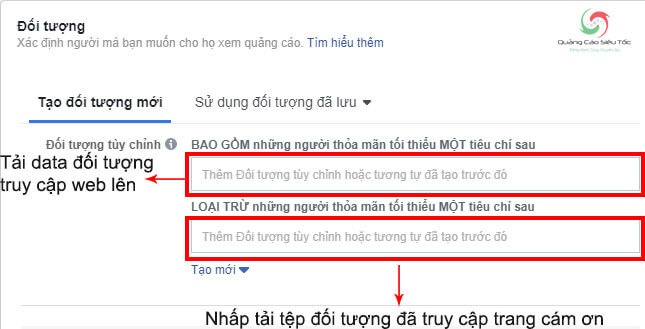 Đối tượng
Xác định người mà bạn muốn cho họ xem quảng cáo. Tìm hiểu thêm
Quảng Cáo Siêu Tốc
Tạo đối tượng mới
Sử dụng đối tượng đã lưu
Đối tượng tùy chỉnh
BAO GỒM những người thỏa mãn tối thiểu MỘT tiêu chí sau
Tải data đối tượng
truy cập web lên
Thêm Đối tượng tùy chỉnh hoặc tương tự đã tạo trước đó
LOẠI TRỪ những người thỏa mãn tối thiểu MỘT tiêu chí sau
Thêm Đối tượng tùy chỉnh hoặc tương tự đã tạo trước đó
Tạo mới
Nhấp tải tệp đối tượng đã truy cập trang cám ơn